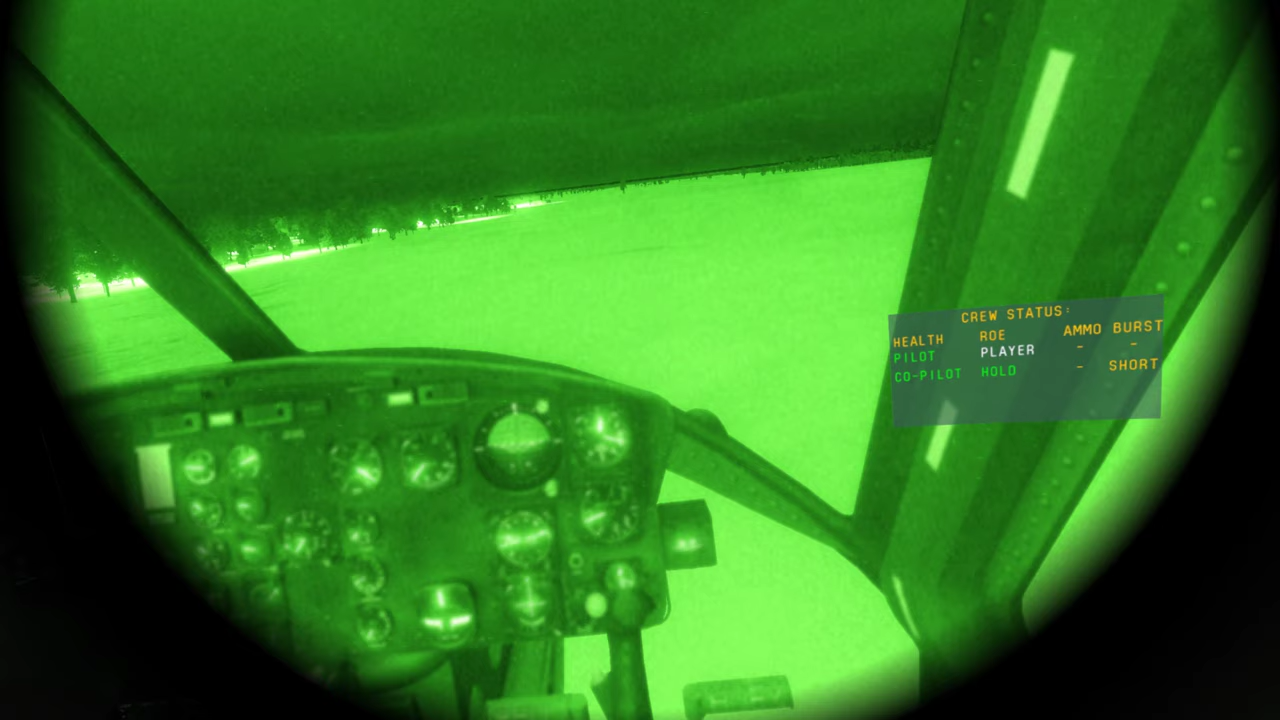 CREW STATUS:
HEALTH ROE AMMO BURST
PILOT PLAYER - -
CO-PILOT HOLD - SHORT